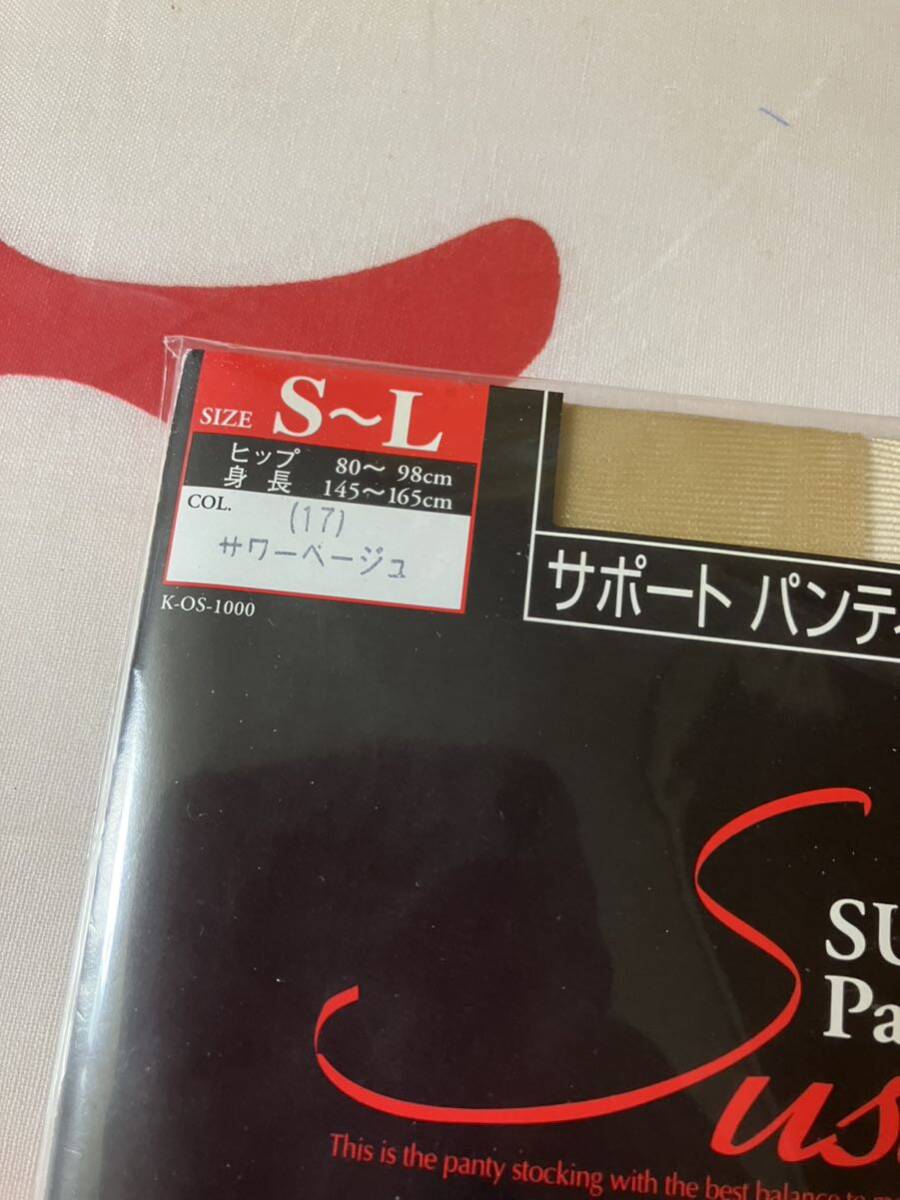 SIZE S～L
ヒップ 80～ 98cm
身長 145～165cm
COL.
(17)
サワーベージュ
K-OS-1000
サポート パンティ
SU
Pa
Sus
This is the panty stocking with the best balance